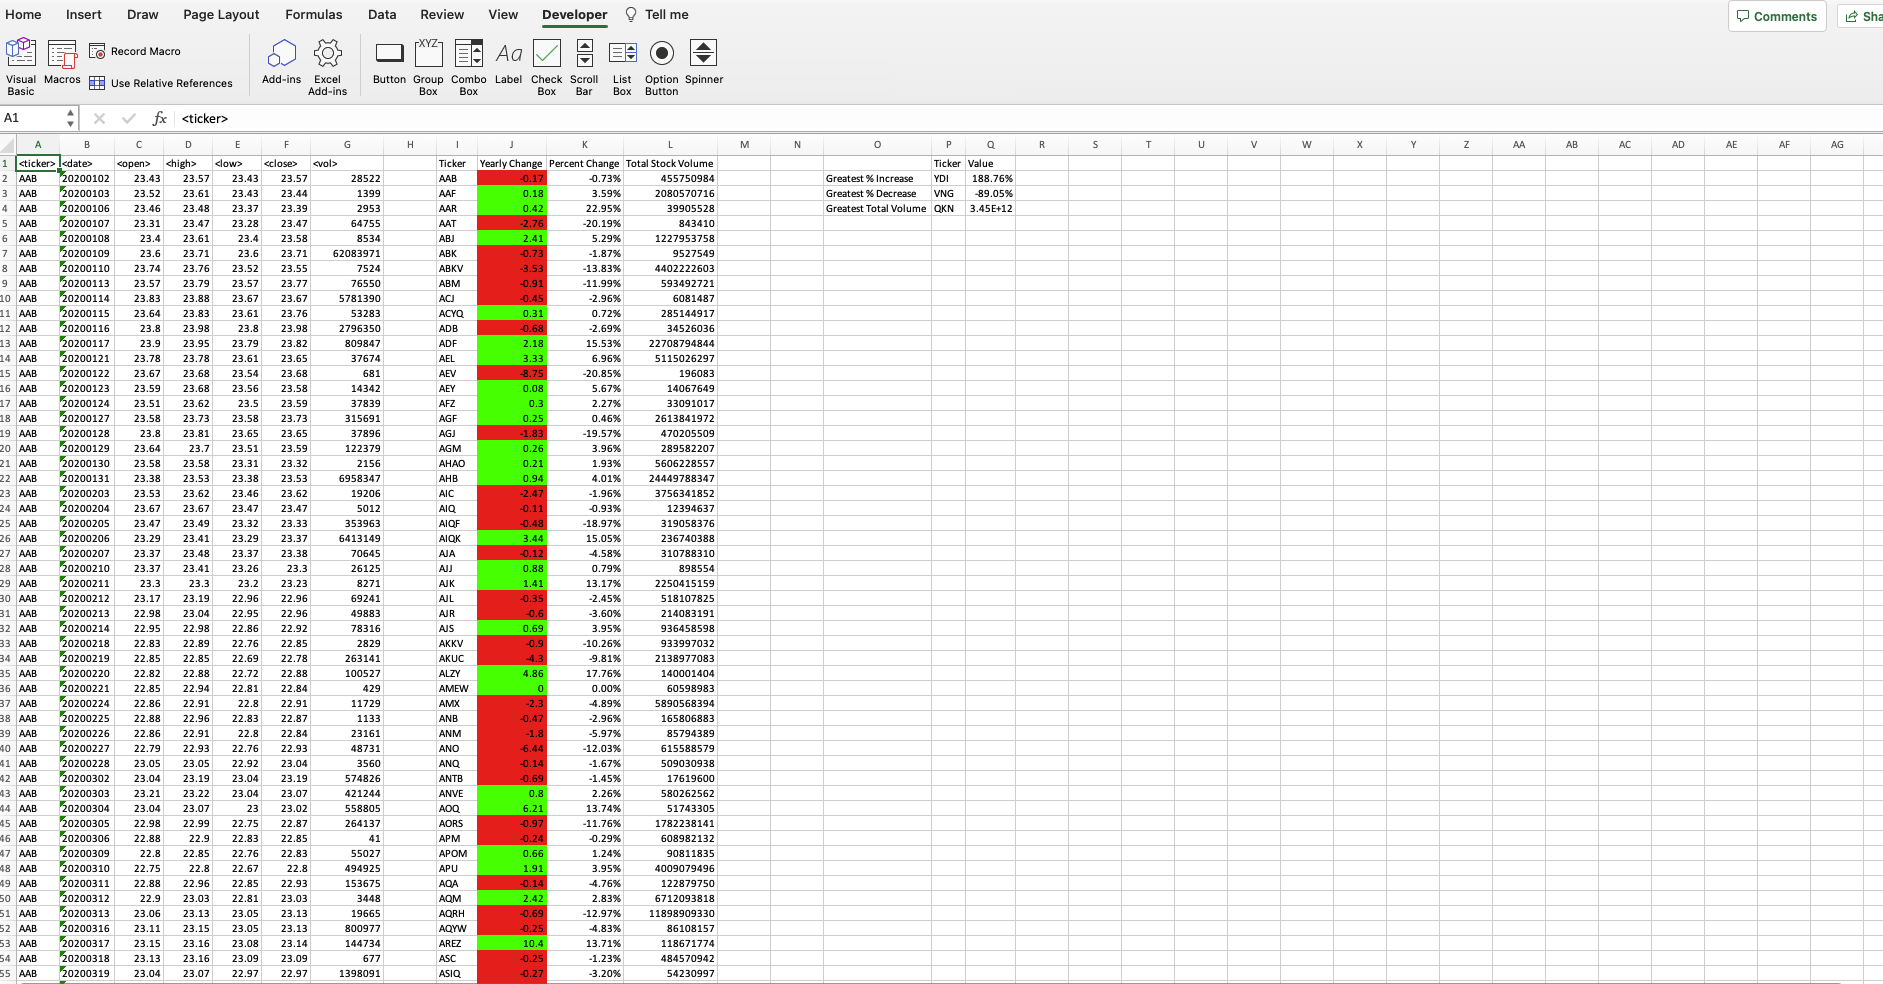 Home Insert Draw Page Layout Formulas Data Review View Developer Tell me Comments Sha
Visual Basic Macros Record Macro Use Relative References Add-ins Excel Add-ins Button Group Box Combo Box Label Check Box Scroll Bar List Box Option Button Spinner
A1 fx <ticker>
A B C D E F G H I J K L M N O P Q R S T U V W X Y Z AA AB AC AD AE AF AG
1 <ticker> <date> <open> <high> <low> <close> <vol> Ticker Yearly Change Percent Change Total Stock Volume Ticker Value
2 AAB 20200102 23.43 23.57 23.43 23.57 28522 AAB -0.17 -0.73% 455750984 Greatest % Increase YDI 188.76%
3 AAB 20200103 23.52 23.61 23.43 23.44 1399 AAF 0.18 3.59% 2080570716 Greatest % Decrease VNG -89.05%
4 AAB 20200106 23.46 23.48 23.37 23.39 2953 AAR 0.42 22.95% 39905528 Greatest Total Volume QKN 3.45E+12
5 AAB 20200107 23.31 23.47 23.28 23.47 64755 AAT -2.76 -20.19% 843410
6 AAB 20200108 23.4 23.61 23.4 23.58 8534 ABJ 2.41 5.29% 1227953758
7 AAB 20200109 23.6 23.71 23.6 23.71 62083971 ABK -0.73 -1.87% 9527549
8 AAB 20200110 23.74 23.76 23.52 23.55 7524 ABKV -3.53 -13.83% 4402222603
9 AAB 20200113 23.57 23.79 23.57 23.77 76550 ABM -0.91 -11.99% 593492721
10 AAB 20200114 23.83 23.88 23.67 23.67 5781390 ACJ -0.45 -2.96% 6081487
11 AAB 20200115 23.64 23.83 23.61 23.76 53283 ACYQ 0.31 0.72% 285144917
12 AAB 20200116 23.8 23.98 23.8 23.98 2796350 ADB -0.68 -2.69% 34526036
13 AAB 20200117 23.9 23.95 23.79 23.82 809847 ADF 2.18 15.53% 22708794844
14 AAB 20200121 23.78 23.78 23.61 23.65 37674 AEL 3.33 6.96% 5115026297
15 AAB 20200122 23.67 23.68 23.54 23.68 681 AEV -8.75 -20.85% 196083
16 AAB 20200123 23.59 23.68 23.56 23.58 14342 AEY 0.08 5.67% 14067649
17 AAB 20200124 23.51 23.62 23.5 23.59 37839 AFZ 0.3 2.27% 33091017
18 AAB 20200127 23.58 23.73 23.58 23.73 315691 AGF 0.25 0.46% 2613841972
19 AAB 20200128 23.8 23.81 23.65 23.65 37896 AGJ -1.83 -19.57% 470205509
20 AAB 20200129 23.64 23.7 23.51 23.59 122379 AGM 0.26 3.96% 289582207
21 AAB 20200130 23.58 23.58 23.31 23.32 2156 AHAO 0.21 1.93% 5606228557
22 AAB 20200131 23.38 23.53 23.38 23.53 6958347 AHB 0.94 4.01% 24449788347
23 AAB 20200203 23.53 23.62 23.46 23.62 19206 AIC -2.47 -1.96% 3756341852
24 AAB 20200204 23.67 23.67 23.47 23.47 5012 AIQ -0.11 -0.93% 12394637
25 AAB 20200205 23.47 23.49 23.32 23.33 353963 AIQF -0.48 -18.97% 319058376
26 AAB 20200206 23.29 23.41 23.29 23.37 6413149 AIQK 3.44 15.05% 236740388
27 AAB 20200207 23.37 23.48 23.37 23.38 70645 AJA -0.12 -4.58% 310788310
28 AAB 20200210 23.37 23.41 23.26 23.3 26125 AJJ 0.88 0.79% 898554
29 AAB 20200211 23.3 23.3 23.2 23.23 8271 AJK 1.41 13.17% 2250415159
30 AAB 20200212 23.17 23.19 22.96 22.96 69241 AJL -0.35 -2.45% 518107825
31 AAB 20200213 22.98 23.04 22.95 22.96 49883 AJR -0.6 -3.60% 214083191
32 AAB 20200214 22.95 22.98 22.86 22.92 78316 AJS 0.69 3.95% 936458598
33 AAB 20200218 22.83 22.89 22.76 22.85 2829 AKKV -0.9 -10.26% 933997032
34 AAB 20200219 22.85 22.85 22.69 22.78 263141 AKUC -4.3 -9.81% 2138977083
35 AAB 20200220 22.82 22.88 22.72 22.88 100527 ALZY 4.86 17.76% 140001404
36 AAB 20200221 22.85 22.94 22.81 22.84 429 AMEW 0 0.00% 60598983
37 AAB 20200224 22.86 22.91 22.8 22.91 11729 AMX -2.3 -4.89% 5890568394
38 AAB 20200225 22.88 22.96 22.83 22.87 1133 ANB -0.47 -2.96% 165806883
39 AAB 20200226 22.86 22.91 22.8 22.84 23161 ANM -1.8 -5.97% 85794389
40 AAB 20200227 22.79 22.93 22.76 22.93 48731 ANO -6.44 -12.03% 615588579
41 AAB 20200228 23.05 23.05 22.92 23.04 3560 ANQ -0.14 -1.67% 509030938
42 AAB 20200302 23.04 23.19 23.04 23.19 574826 ANTB -0.69 -1.45% 17619600
43 AAB 20200303 23.21 23.22 23.04 23.07 421244 ANVE 0.8 2.26% 580262562
44 AAB 20200304 23.04 23.07 23 23.02 558805 AOQ 6.21 13.74% 51743305
45 AAB 20200305 22.98 22.99 22.75 22.87 264137 AORS -0.97 -11.76% 1782238141
46 AAB 20200306 22.88 22.9 22.83 22.85 41 APM -0.24 -0.29% 608982132
47 AAB 20200309 22.8 22.85 22.76 22.83 55027 APOM 0.66 1.24% 90811835
48 AAB 20200310 22.75 22.8 22.67 22.8 494925 APU 1.91 3.95% 4009079496
49 AAB 20200311 22.88 22.96 22.85 22.93 153675 AQA -0.14 -4.76% 122879750
50 AAB 20200312 22.9 23.03 22.81 23.03 3448 AQM 2.42 2.83% 6712093818
51 AAB 20200313 23.06 23.13 23.05 23.13 19665 AQRH -0.69 -12.97% 11898909330
52 AAB 20200316 23.11 23.15 23.05 23.13 800977 AQYW -0.25 -4.83% 86108157
53 AAB 20200317 23.15 23.16 23.08 23.14 144734 AREZ 10.4 13.71% 118671774
54 AAB 20200318 23.13 23.16 23.09 23.09 677 ASC -0.25 -1.23% 484570942
55 AAB 20200319 23.04 23.07 22.97 22.97 1398091 ASIQ -0.27 -3.20% 54230997